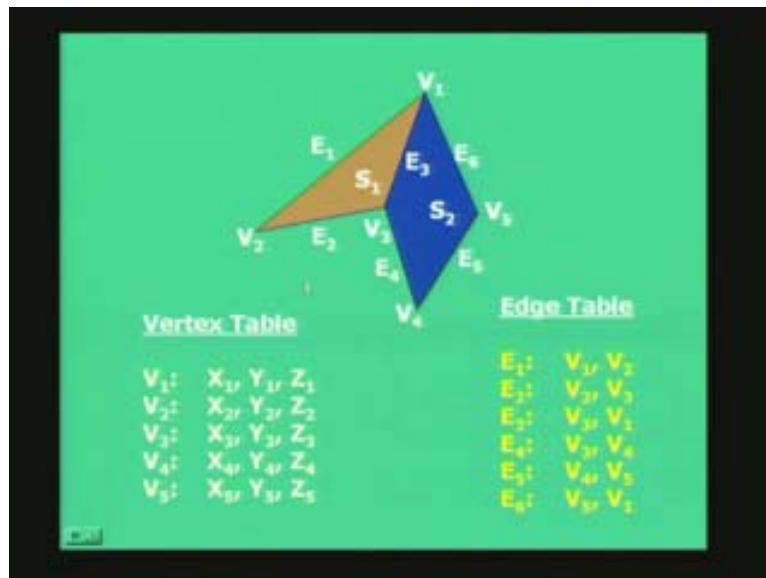 V₁
E₁
E₃
E₆
S₁
V₂
E₂
V₃
S₂
V₅
E₄
E₅
V₄
Vertex Table
V₁: X₁, Y₁, Z₁
V₂: X₂, Y₂, Z₂
V₃: X₃, Y₃, Z₃
V₄: X₄, Y₄, Z₄
V₅: X₅, Y₅, Z₅
Edge Table
E₁: V₁, V₂
E₂: V₂, V₃
E₃: V₃, V₁
E₄: V₃, V₄
E₅: V₄, V₅
E₆: V₅, V₁